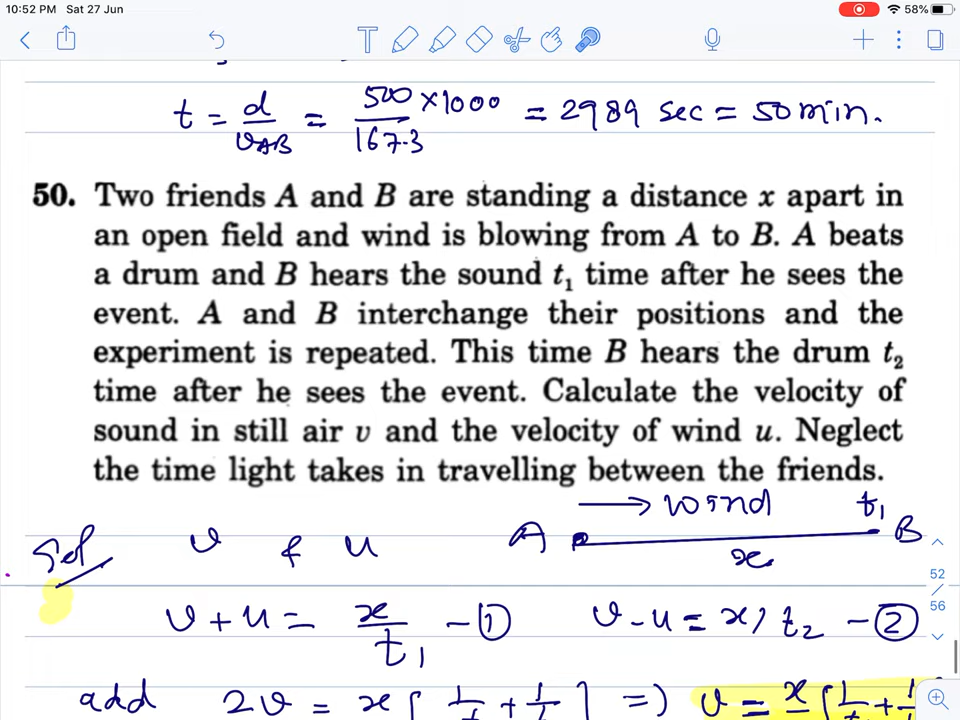 10:52 PM Sat 27 Jun 58%
T
t = d/v_AB = 500 × 1000 / 167.3 = 2989 sec = 50 min.
50. Two friends A and B are standing a distance x apart in
an open field and wind is blowing from A to B. A beats
a drum and B hears the sound t₁ time after he sees the
event. A and B interchange their positions and the
experiment is repeated. This time B hears the drum t₂
time after he sees the event. Calculate the velocity of
sound in still air v and the velocity of wind u. Neglect
the time light takes in travelling between the friends.
→ wind t₁
Sol v & u A x B
52
56
v + u = x/t₁ - ① v - u = x/t₂ - ②
add 2v = x [ 1/ + 1/ ] => v = x/ [ 1/ + 1/